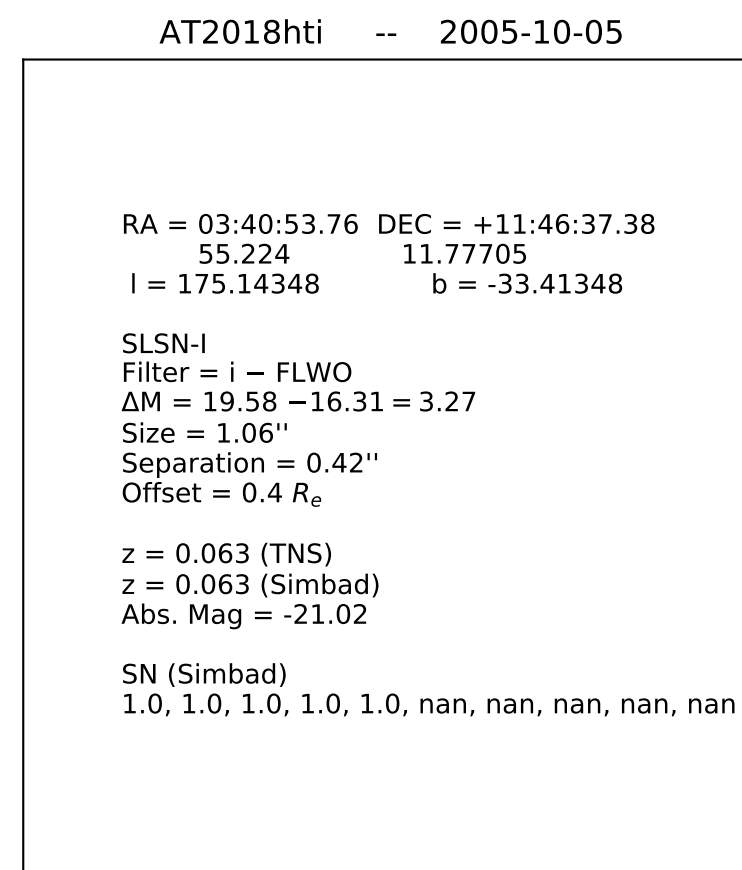 AT2018hti -- 2005-10-05
RA = 03:40:53.76 DEC = +11:46:37.38
55.224 11.77705
l = 175.14348 b = -33.41348
SLSN-I
Filter = i − FLWO
ΔM = 19.58 −16.31 = 3.27
Size = 1.06''
Separation = 0.42''
Offset = 0.4 Rₑ
z = 0.063 (TNS)
z = 0.063 (Simbad)
Abs. Mag = -21.02
SN (Simbad)
1.0, 1.0, 1.0, 1.0, 1.0, nan, nan, nan, nan, nan